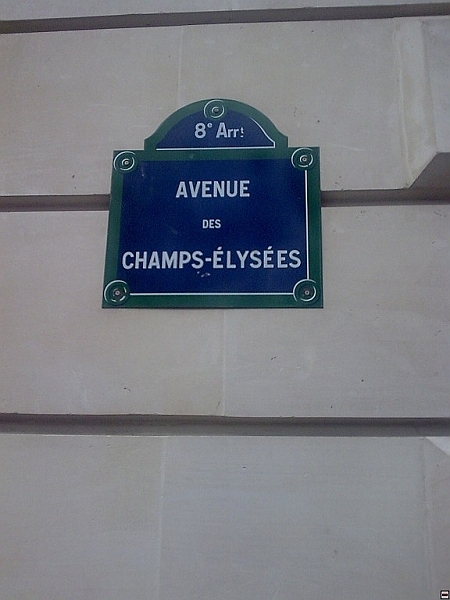 8e Arrt
AVENUE
DES
CHAMPS-ÉLYSÉES